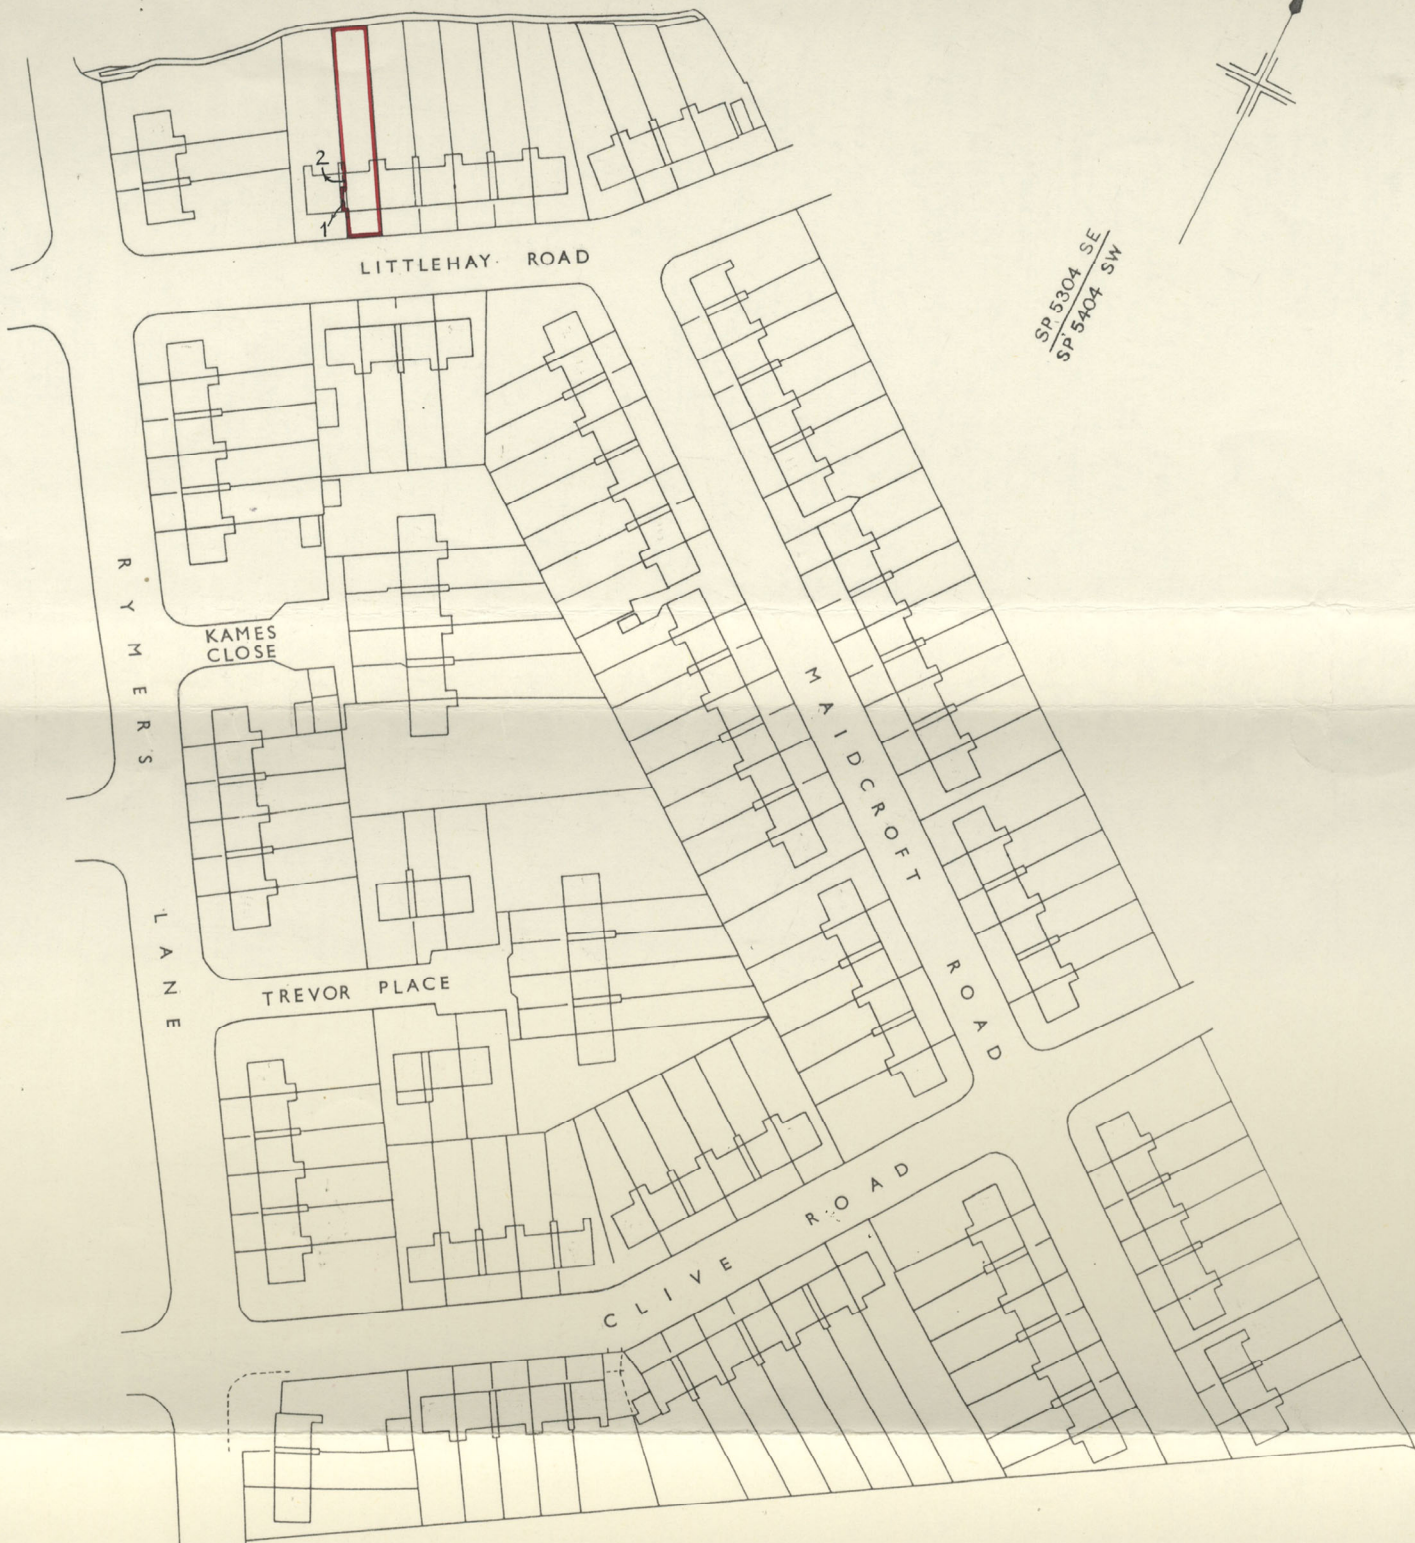 2
1
LITTLEHAY ROAD
SP 5304 SE
SP 5404 SW
RYMERS LANE
KAMES
CLOSE
MAIDCROFT ROAD
TREVOR PLACE
CLIVE ROAD